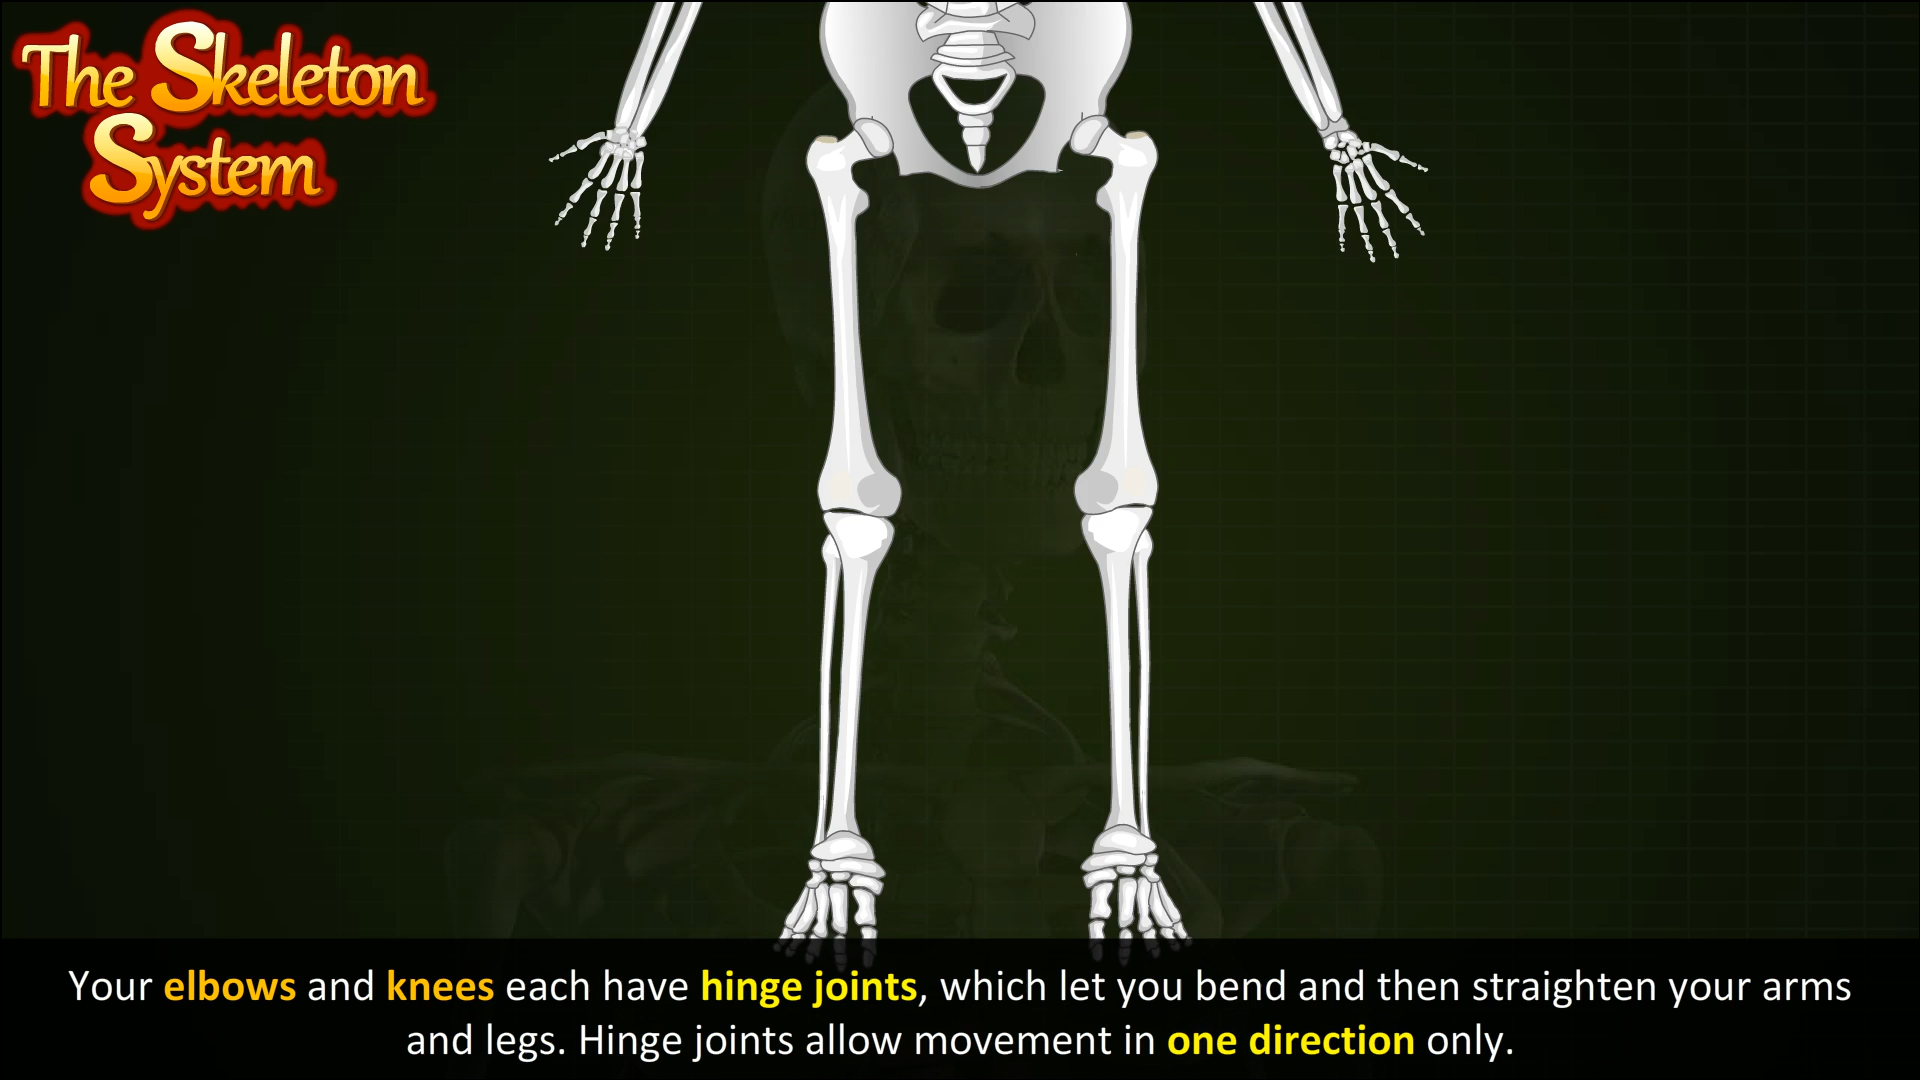 The Skeleton
System
Your elbows and knees each have hinge joints, which let you bend and then straighten your arms
and legs. Hinge joints allow movement in one direction only.